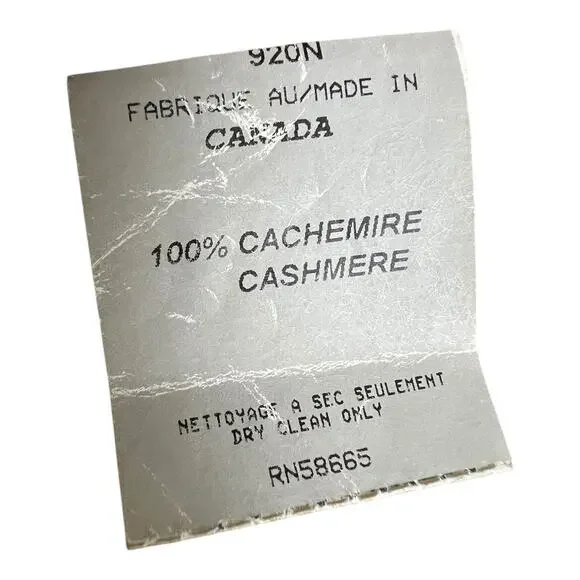 920N
FABRIQUE AU/MADE IN
CANADA
100% CACHEMIRE
CASHMERE
NETTOYAGE A SEC SEULEMENT
DRY CLEAN ONLY
RN58665